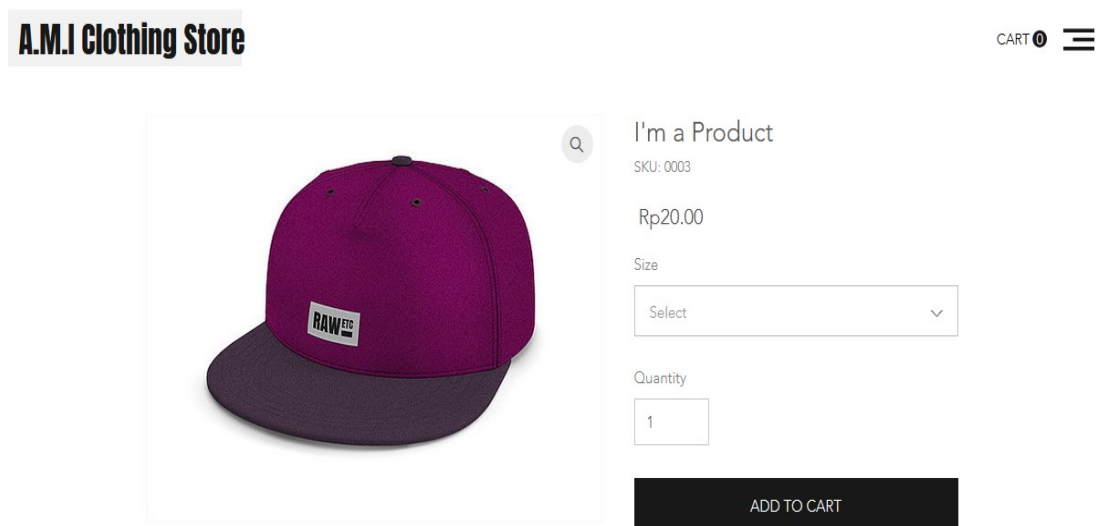 A.M.I Clothing Store
CART 0
I'm a Product
SKU: 0003
Rp20.00
Size
Select
Quantity
1
ADD TO CART
RAW ETC